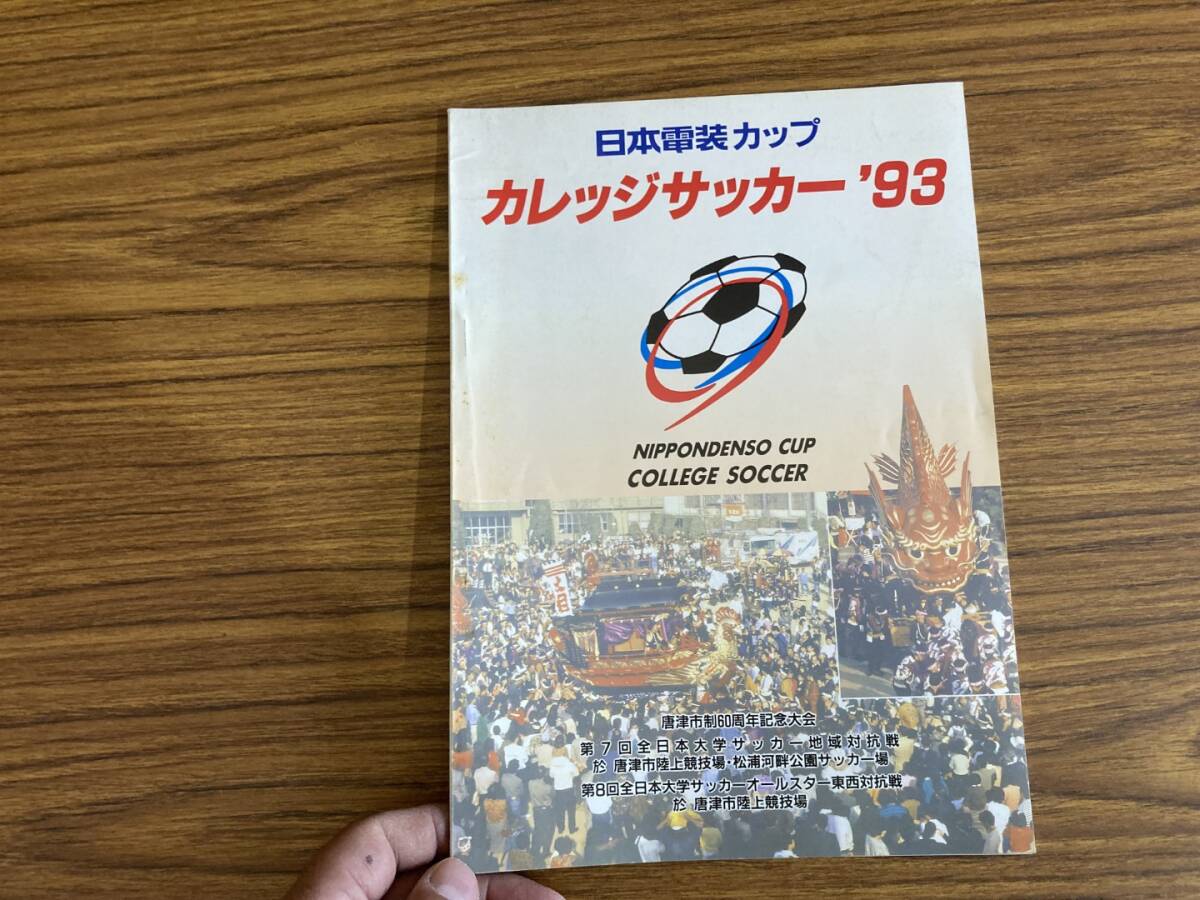 日本電装カップ
カレッジサッカー'93
NIPPONDENSO CUP
COLLEGE SOCCER
唐津市制60周年記念大会
第7回全日本大学サッカー地域対抗戦
於 唐津市陸上競技場・松浦河畔公園サッカー場
第8回全日本大学サッカーオールスター東西対抗戦
於 唐津市陸上競技場